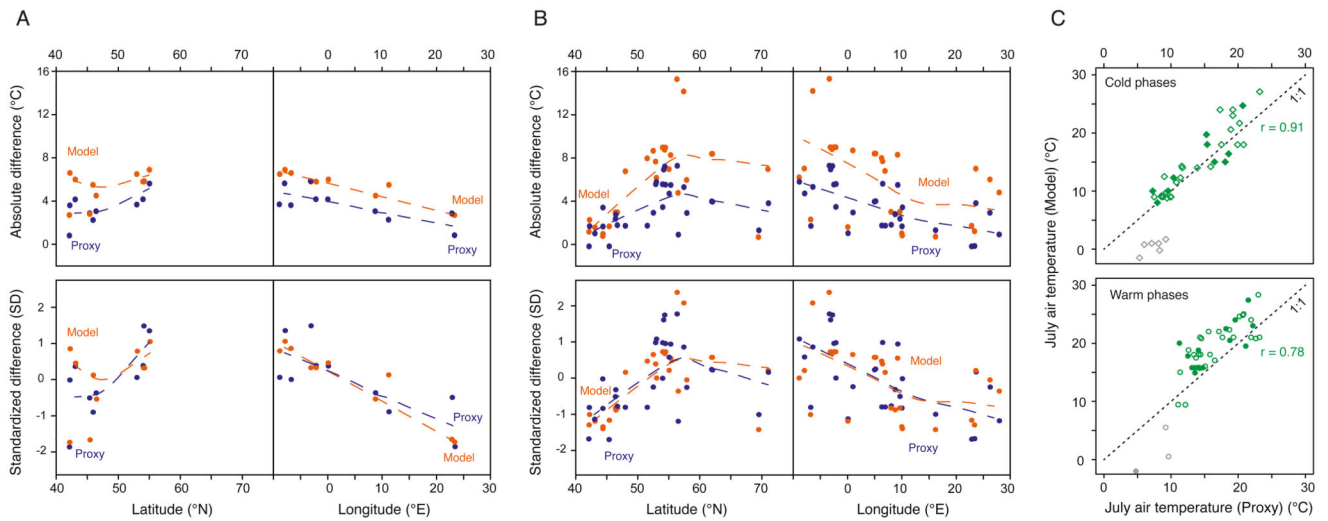 A
B
C
40 50 60 70 0 10 20 30
40 50 60 70 0 10 20 30
0 10 20 30
Absolute difference (°C)
16
12
8
4
0
Model
Proxy
Model
Proxy
Absolute difference (°C)
16
12
8
4
0
Model
Proxy
Model
Proxy
Standardized difference (SD)
2
1
0
-1
-2
Model
Proxy
Proxy
Model
40 50 60 70 0 10 20 30
Latitude (°N) Longitude (°E)
Standardized difference (SD)
2
1
0
-1
-2
Model
Proxy
Model
Proxy
40 50 60 70 0 10 20 30
Latitude (°N) Longitude (°E)
July air temperature (Model) (°C)
30
20
10
0
Cold phases
1:1
r = 0.91
30
20
10
0
Warm phases
1:1
r = 0.78
0 10 20 30
July air temperature (Proxy) (°C)